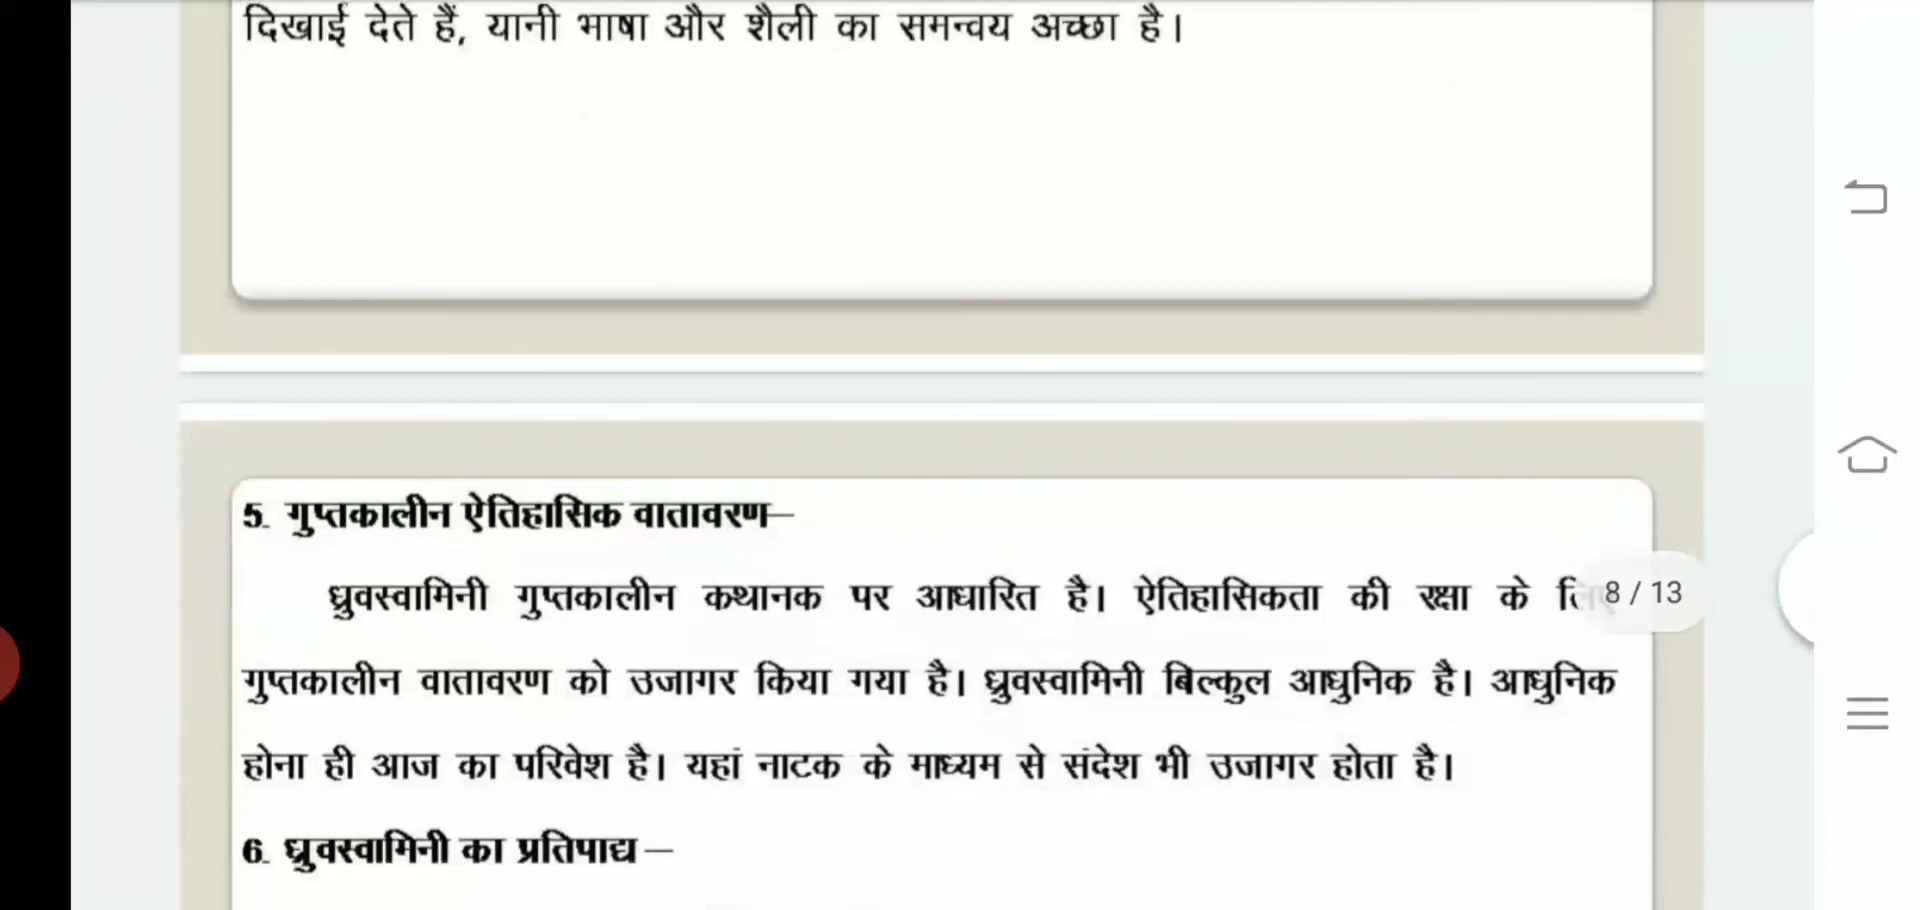 दिखाई देते हैं, यानी भाषा और शैली का समन्वय अच्छा है।
5. गुप्तकालीन ऐतिहासिक वातावरण–
ध्रुवस्वामिनी गुप्तकालीन कथानक पर आधारित है। ऐतिहासिकता की रक्षा के लिए
8 / 13
गुप्तकालीन वातावरण को उजागर किया गया है। ध्रुवस्वामिनी बिल्कुल आधुनिक है। आधुनिक
होना ही आज का परिवेश है। यहां नाटक के माध्यम से संदेश भी उजागर होता है।
6. ध्रुवस्वामिनी का प्रतिपाद्य –